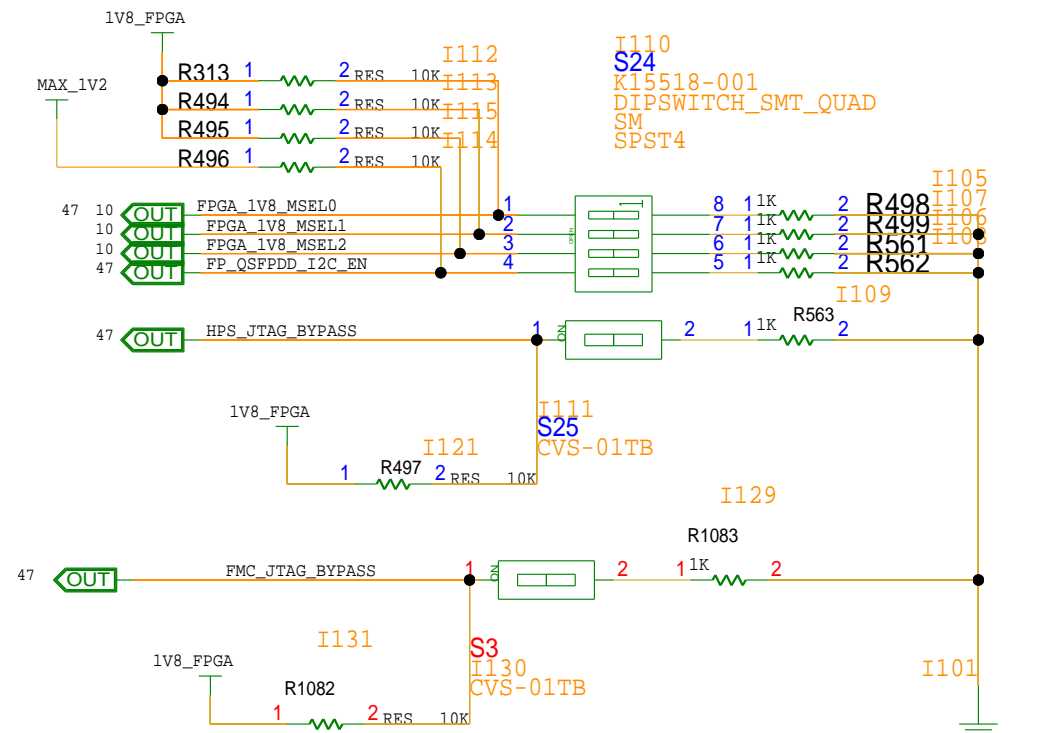 1V8_FPGA
I112
R313 1 2 RES 10K
I113
MAX_1V2
R494 1 2 RES 10K
I115
R495 1 2 RES 10K
I114
R496 1 2 RES 10K
I110
S24
K15518-001
DIPSWITCH_SMT_QUAD
SM
SPST4
I105
I107
I106
47 10 OUT FPGA_1V8_MSEL0 1 8 1 1K 2 R498
10 OUT FPGA_1V8_MSEL1 2 7 1 1K 2 R499
10 OUT FPGA_1V8_MSEL2 3 OPEN 6 1 1K 2 R561
47 OUT FP_QSFPDD_I2C_EN 4 5 1 1K 2 R562
I109
R563
47 OUT HPS_JTAG_BYPASS 1 ON 2 1 1K 2
1V8_FPGA
I111
S25
CVS-01TB
I121
1 R497 2 RES 10K
I129
R1083
47 OUT FMC_JTAG_BYPASS 1 ON 2 1 1K 2
I131
S3
I130
CVS-01TB
1V8_FPGA
R1082
1 2 RES 10K
I101